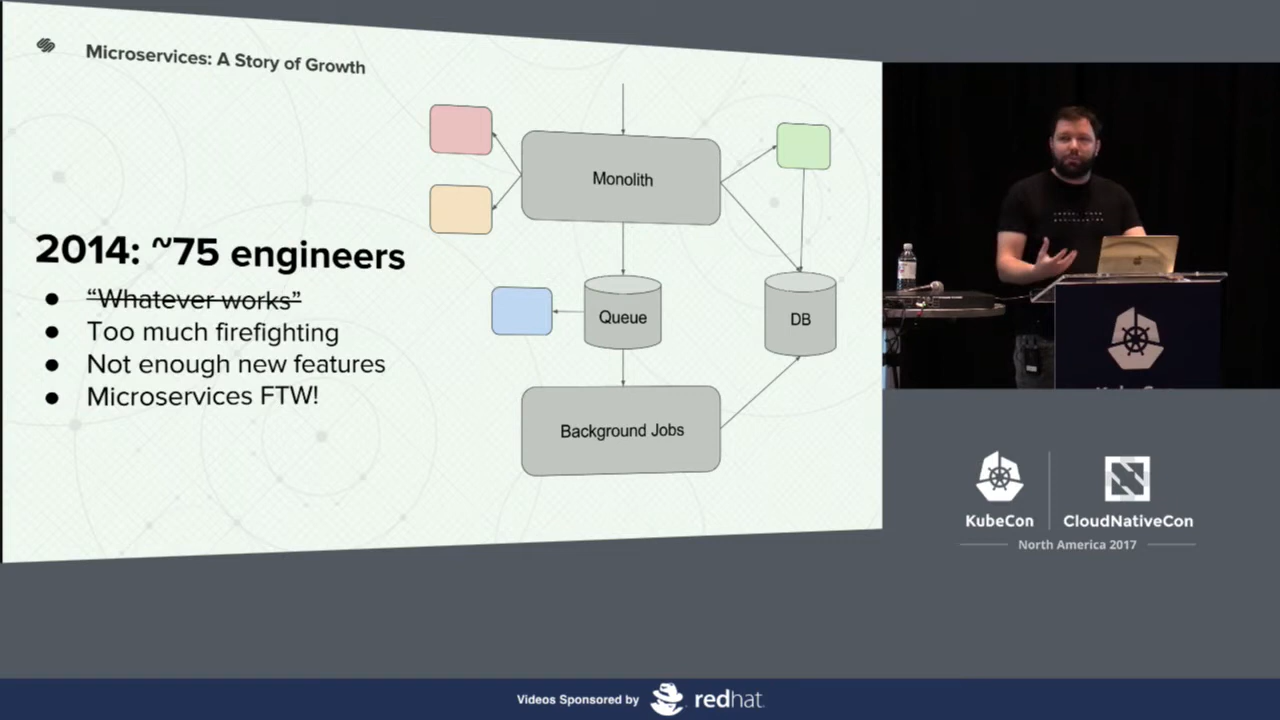 Microservices: A Story of Growth
2014: ~75 engineers
“Whatever works”
Too much firefighting
Not enough new features
Microservices FTW!
Monolith
Queue
DB
Background Jobs
KubeCon
CloudNativeCon
North America 2017
Videos Sponsored by
redhat.